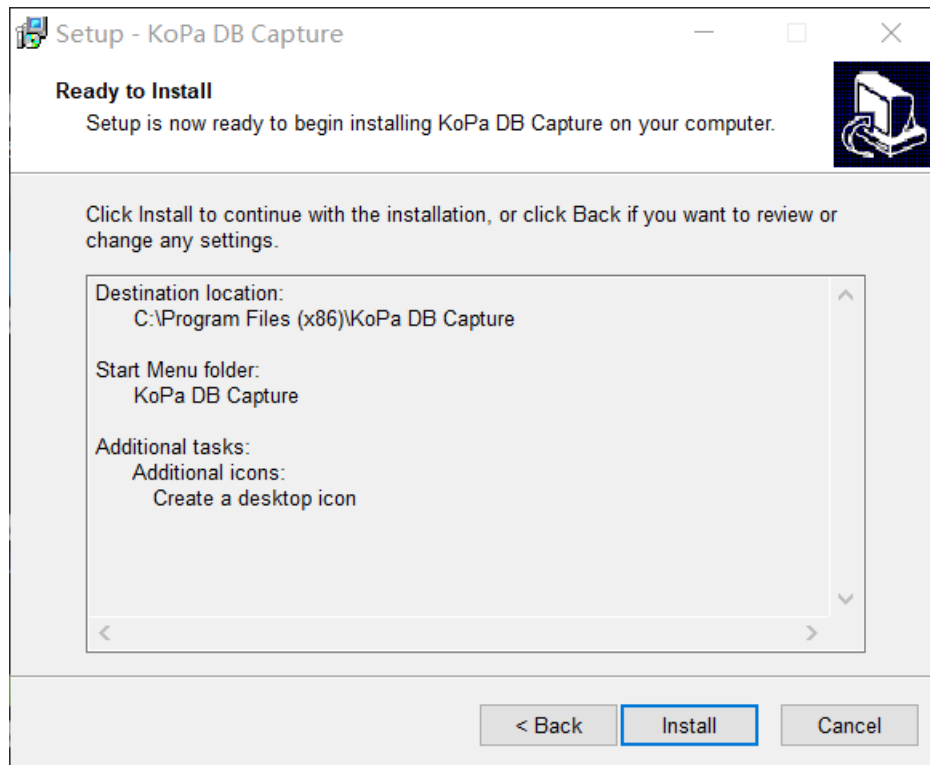 Setup - KoPa DB Capture
Ready to Install
Setup is now ready to begin installing KoPa DB Capture on your computer.
Click Install to continue with the installation, or click Back if you want to review or
change any settings.
Destination location:
C:\Program Files (x86)\KoPa DB Capture
Start Menu folder:
KoPa DB Capture
Additional tasks:
Additional icons:
Create a desktop icon
< Back
Install
Cancel